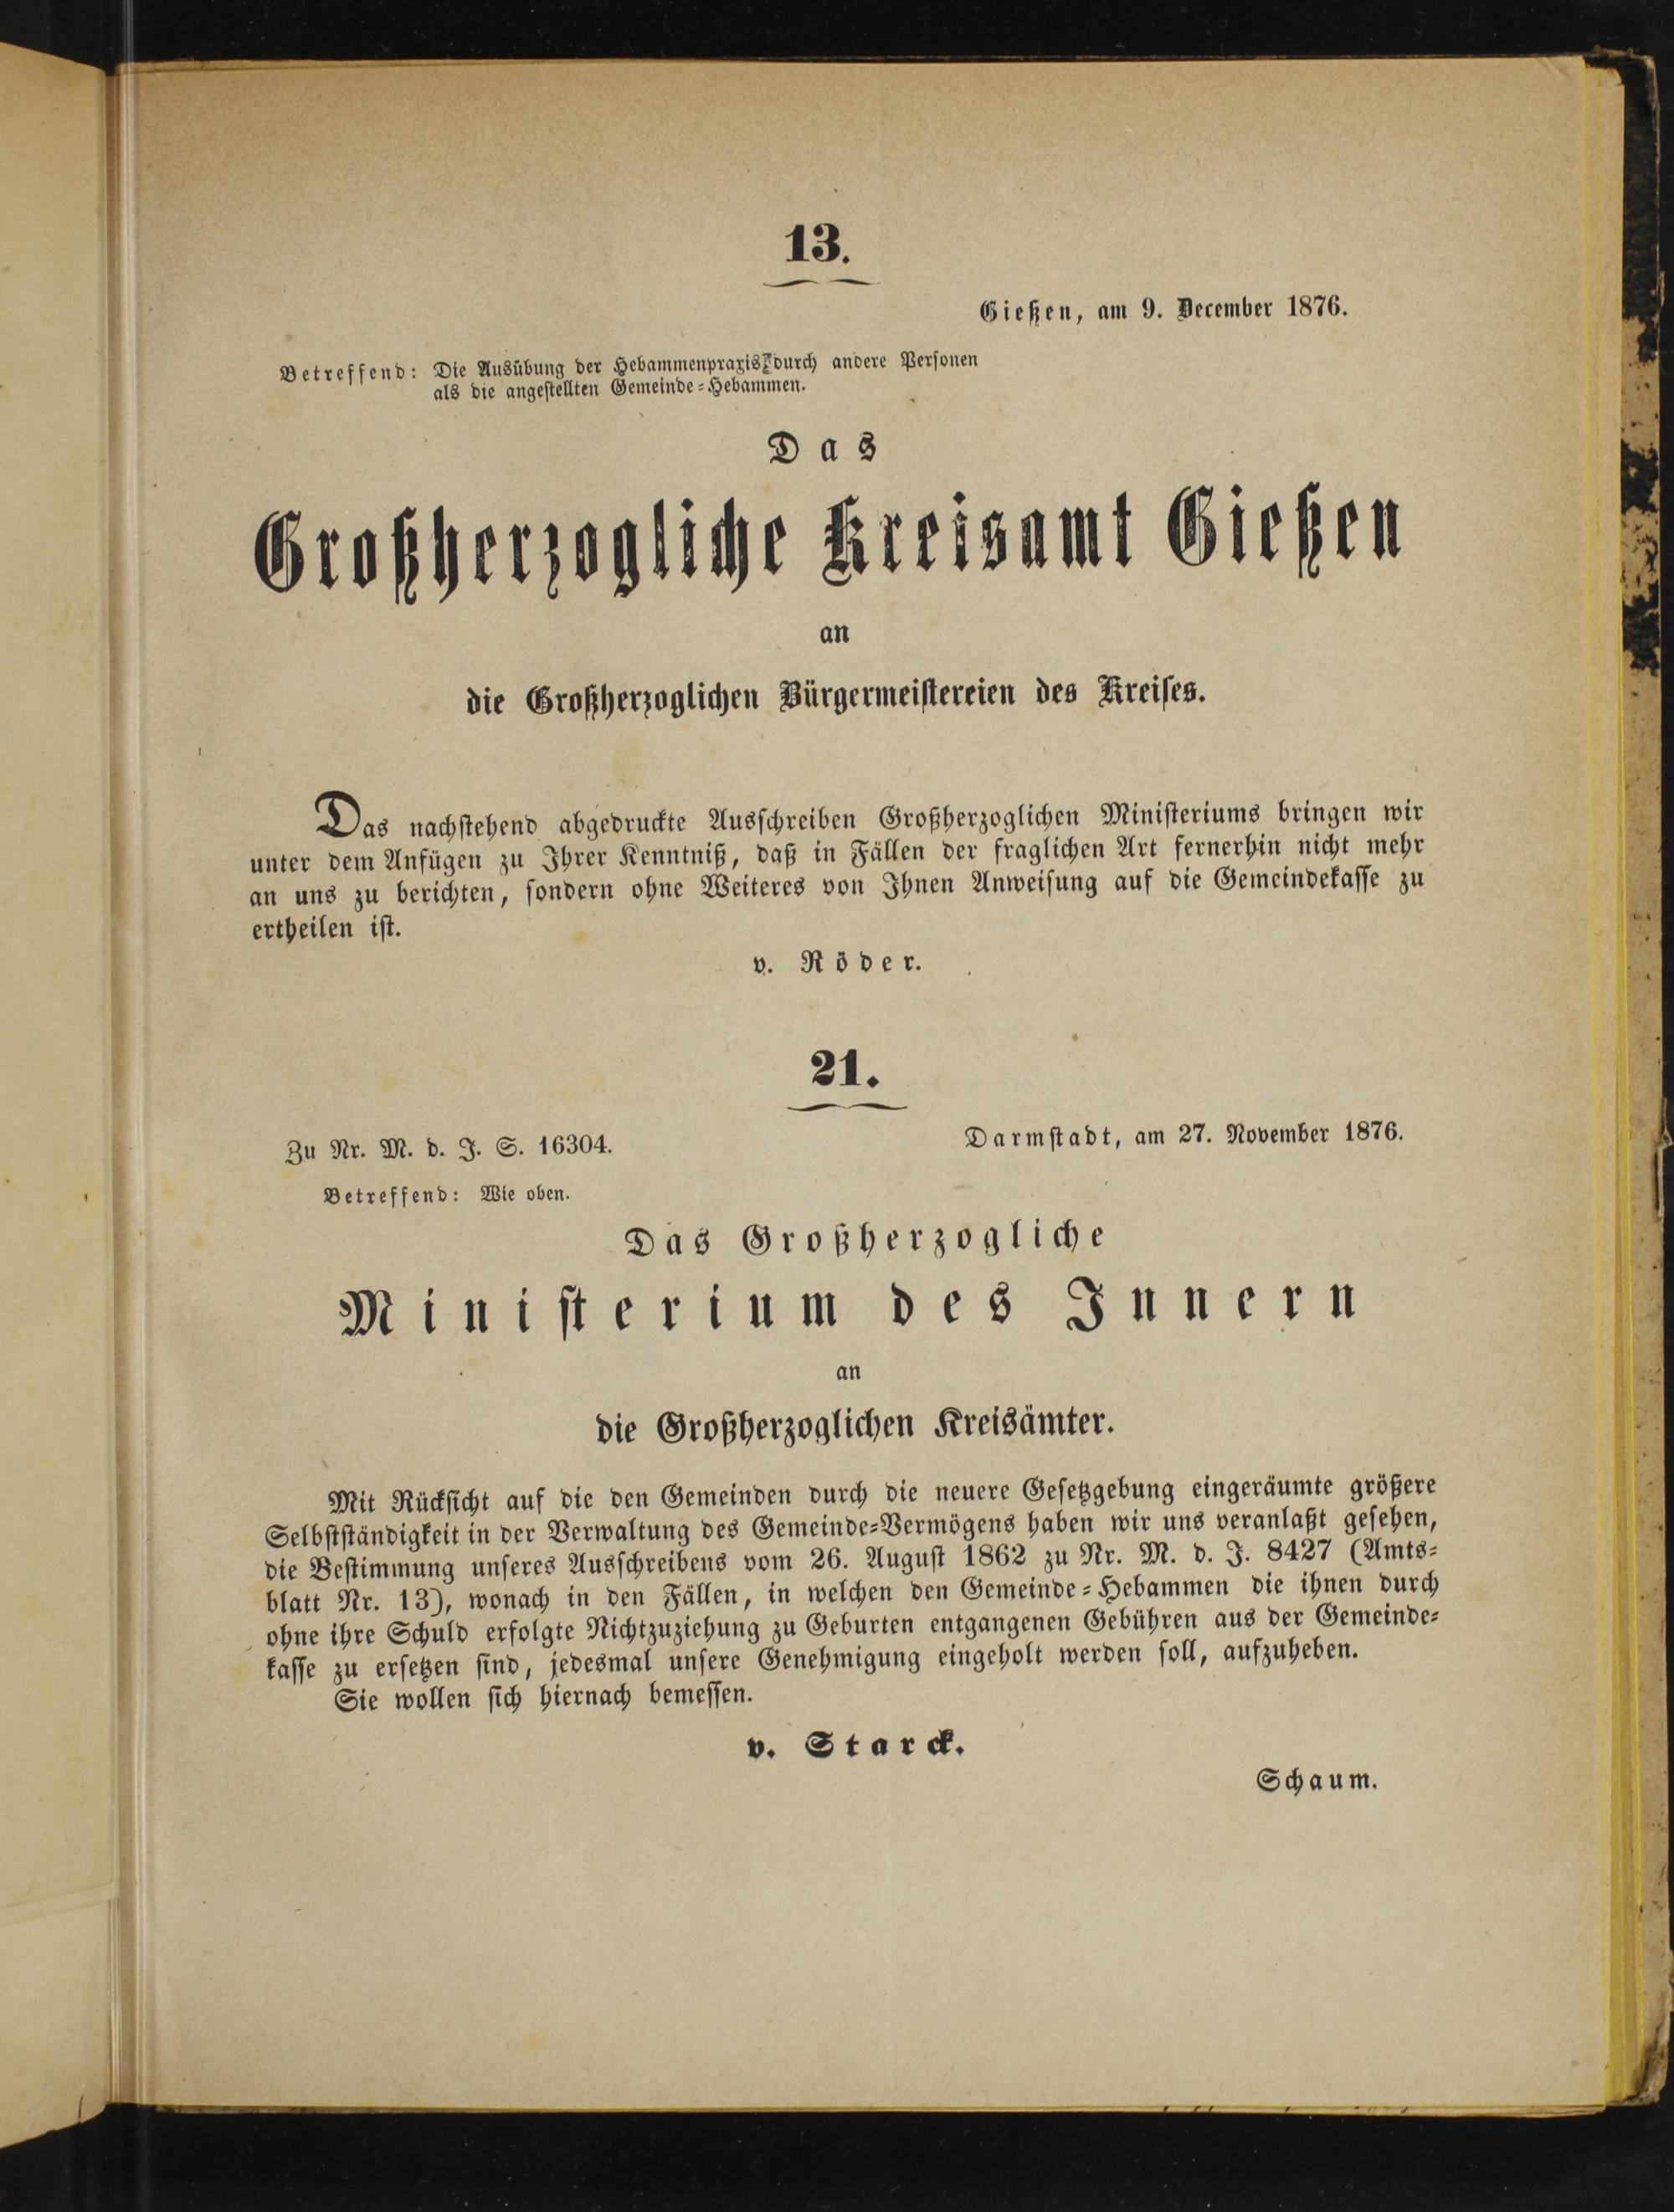 13.
Gießen, am 9. December 1876.
Betreffend: Die Ausübung der Hebammenpraxis durch andere Personen
als die angestellten Gemeinde-Hebammen.
Das
Großherzogliche Kreisamt Gießen
an
die Großherzoglichen Bürgermeistereien des Kreises.
Das nachstehend abgedruckte Ausschreiben Großherzoglichen Ministeriums bringen wir
unter dem Anfügen zu Ihrer Kenntniß, daß in Fällen der fraglichen Art fernerhin nicht mehr
an uns zu berichten, sondern ohne Weiteres von Ihnen Anweisung auf die Gemeindekasse zu
ertheilen ist.
v. Röder.
21.
Zu Nr. M. d. J. S. 16304.
Darmstadt, am 27. November 1876.
Betreffend: Wie oben.
Das Großherzogliche
Ministerium des Innern
an
die Großherzoglichen Kreisämter.
Mit Rücksicht auf die den Gemeinden durch die neuere Gesetzgebung eingeräumte größere
Selbstständigkeit in der Verwaltung des Gemeinde-Vermögens haben wir uns veranlaßt gesehen,
die Bestimmung unseres Ausschreibens vom 26. August 1862 zu Nr. M. d. J. 8427 (Amts-
blatt Nr. 13), wonach in den Fällen, in welchen den Gemeinde-Hebammen die ihnen durch
ohne ihre Schuld erfolgte Nichtzuziehung zu Geburten entgangenen Gebühren aus der Gemeinde-
kasse zu ersetzen sind, jedesmal unsere Genehmigung eingeholt werden soll, aufzuheben.
Sie wollen sich hiernach bemessen.
v. Starck.
Schaum.